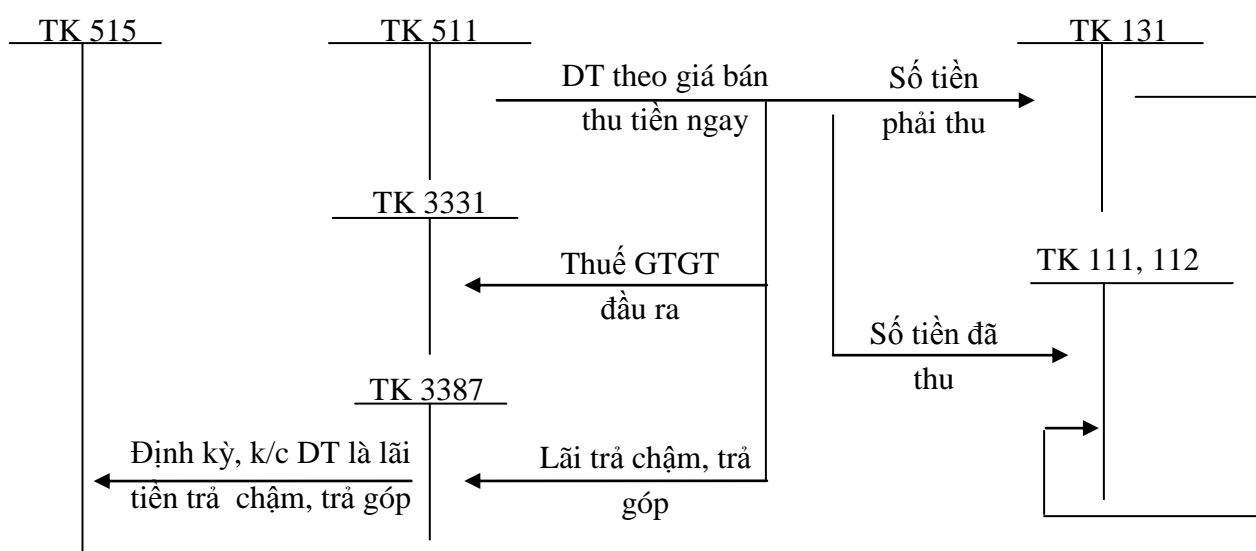 TK 515
TK 511
TK 131
DT theo giá bán
thu tiền ngay
Số tiền
phải thu
TK 3331
Thuế GTGT
đầu ra
TK 111, 112
Số tiền đã
thu
TK 3387
Định kỳ, k/c DT là lãi
tiền trả chậm, trả góp
Lãi trả chậm, trả
góp